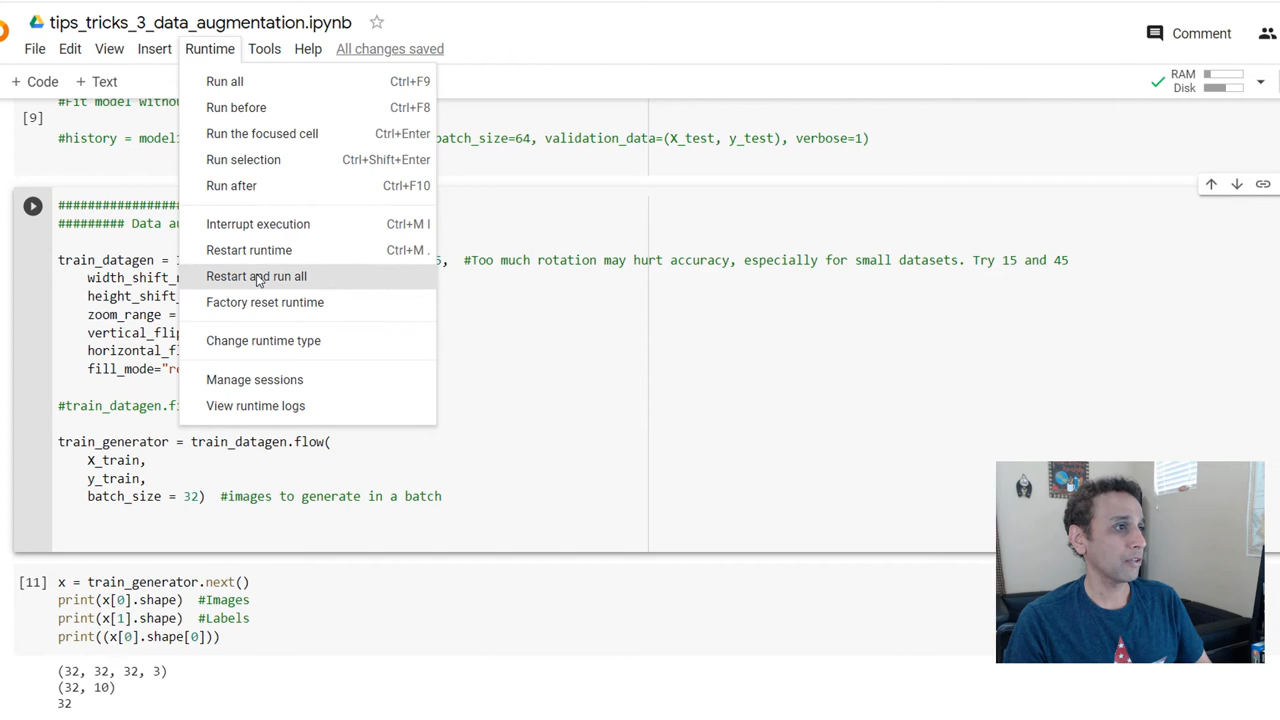 tips_tricks_3_data_augmentation.ipynb
File Edit View Insert Runtime Tools Help All changes saved
Comment
+ Code + Text
RAM
Disk
Run all Ctrl+F9
Run before Ctrl+F8
Run the focused cell Ctrl+Enter
Run selection Ctrl+Shift+Enter
Run after Ctrl+F10
Interrupt execution Ctrl+M I
Restart runtime Ctrl+M .
Restart and run all
Factory reset runtime
Change runtime type
Manage sessions
View runtime logs
#Fit model withou
[9]
#history = model batch_size=64, validation_data=(X_test, y_test), verbose=1)
#################
######### Data au
train_datagen = 5, #Too much rotation may hurt accuracy, especially for small datasets. Try 15 and 45
width_shift_r
height_shift_
zoom_range =
vertical_flip
horizontal_f
fill_mode="re
#train_datagen.fi
train_generator = train_datagen.flow(
X_train,
y_train,
batch_size = 32) #images to generate in a batch
[11] x = train_generator.next()
print(x[0].shape) #Images
print(x[1].shape) #Labels
print((x[0].shape[0]))
(32, 32, 32, 3)
(32, 10)
32